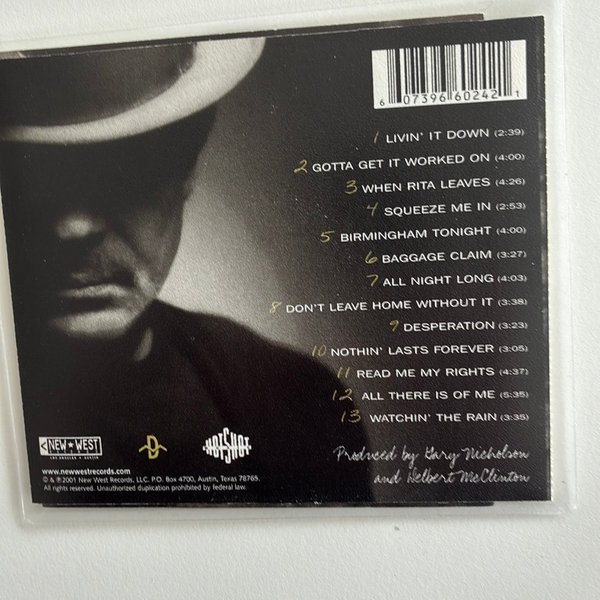 6 07396 60242 1
1 LIVIN' IT DOWN (2:39)
2 GOTTA GET IT WORKED ON (4:00)
3 WHEN RITA LEAVES (4:26)
4 SQUEEZE ME IN (2:53)
5 BIRMINGHAM TONIGHT (4:00)
6 BAGGAGE CLAIM (3:27)
7 ALL NIGHT LONG (4:03)
8 DON'T LEAVE HOME WITHOUT IT (3:38)
9 DESPERATION (3:23)
10 NOTHIN' LASTS FOREVER (3:05)
11 READ ME MY RIGHTS (4:37)
12 ALL THERE IS OF ME (5:35)
13 WATCHIN' THE RAIN (3:35)
Produced by Gary Nicholson
and Delbert McClinton
NEW★WEST
RECORDS
LOS ANGELES • AUSTIN
D
HOTSHOT
www.newwestrecords.com
© & ℗ 2001 New West Records, LLC. P.O. Box 4700, Austin, Texas 78765.
All rights reserved. Unauthorized duplication prohibited by federal law.